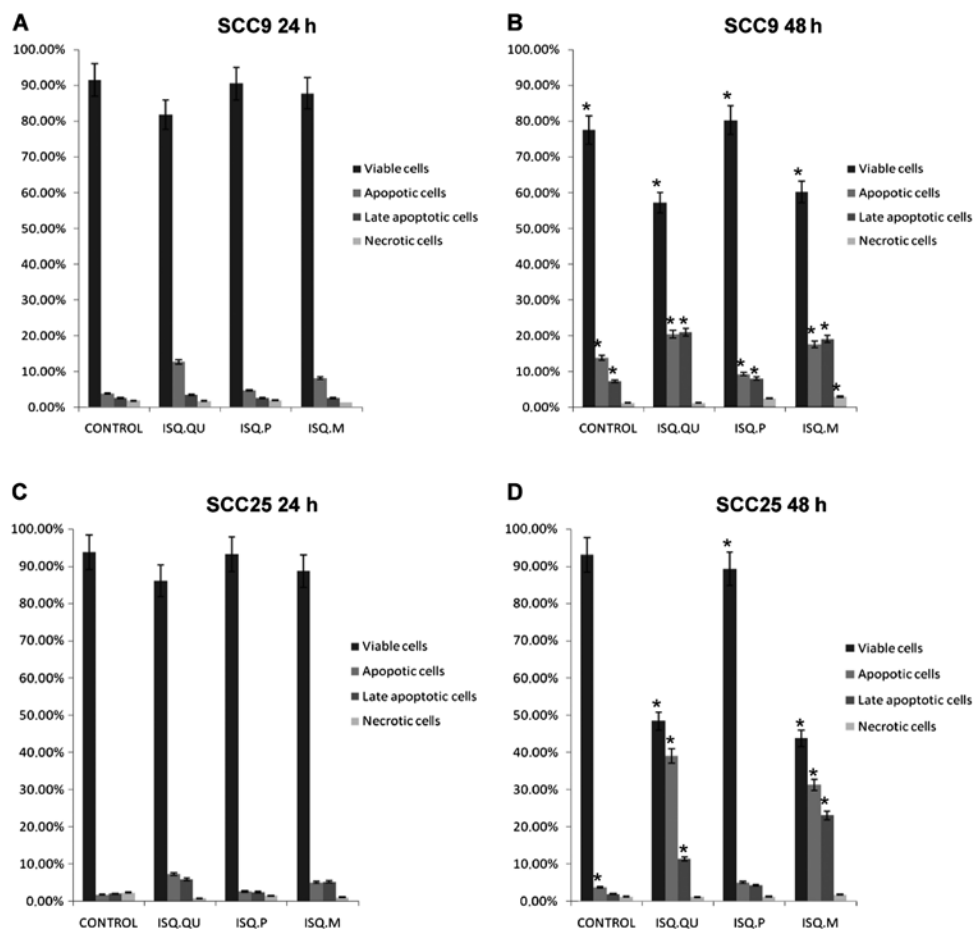 A
SCC9 24 h
100.00%
90.00%
80.00%
70.00%
60.00%
50.00%
40.00%
30.00%
20.00%
10.00%
0.00%
CONTROL ISQ.QU ISQ.P ISQ.M
Viable cells
Apopotic cells
Late apoptotic cells
Necrotic cells
B
SCC9 48 h
100.00%
90.00%
80.00%
70.00%
60.00%
50.00%
40.00%
30.00%
20.00%
10.00%
0.00%
* * * * * * * * * * * * *
CONTROL ISQ.QU ISQ.P ISQ.M
Viable cells
Apopotic cells
Late apoptotic cells
Necrotic cells
C
SCC25 24 h
100.00%
90.00%
80.00%
70.00%
60.00%
50.00%
40.00%
30.00%
20.00%
10.00%
0.00%
CONTROL ISQ.QU ISQ.P ISQ.M
Viable cells
Apopotic cells
Late apoptotic cells
Necrotic cells
D
SCC25 48 h
100.00%
90.00%
80.00%
70.00%
60.00%
50.00%
40.00%
30.00%
20.00%
10.00%
0.00%
* * * * * * * *
CONTROL ISQ.QU ISQ.P ISQ.M
Viable cells
Apopotic cells
Late apoptotic cells
Necrotic cells